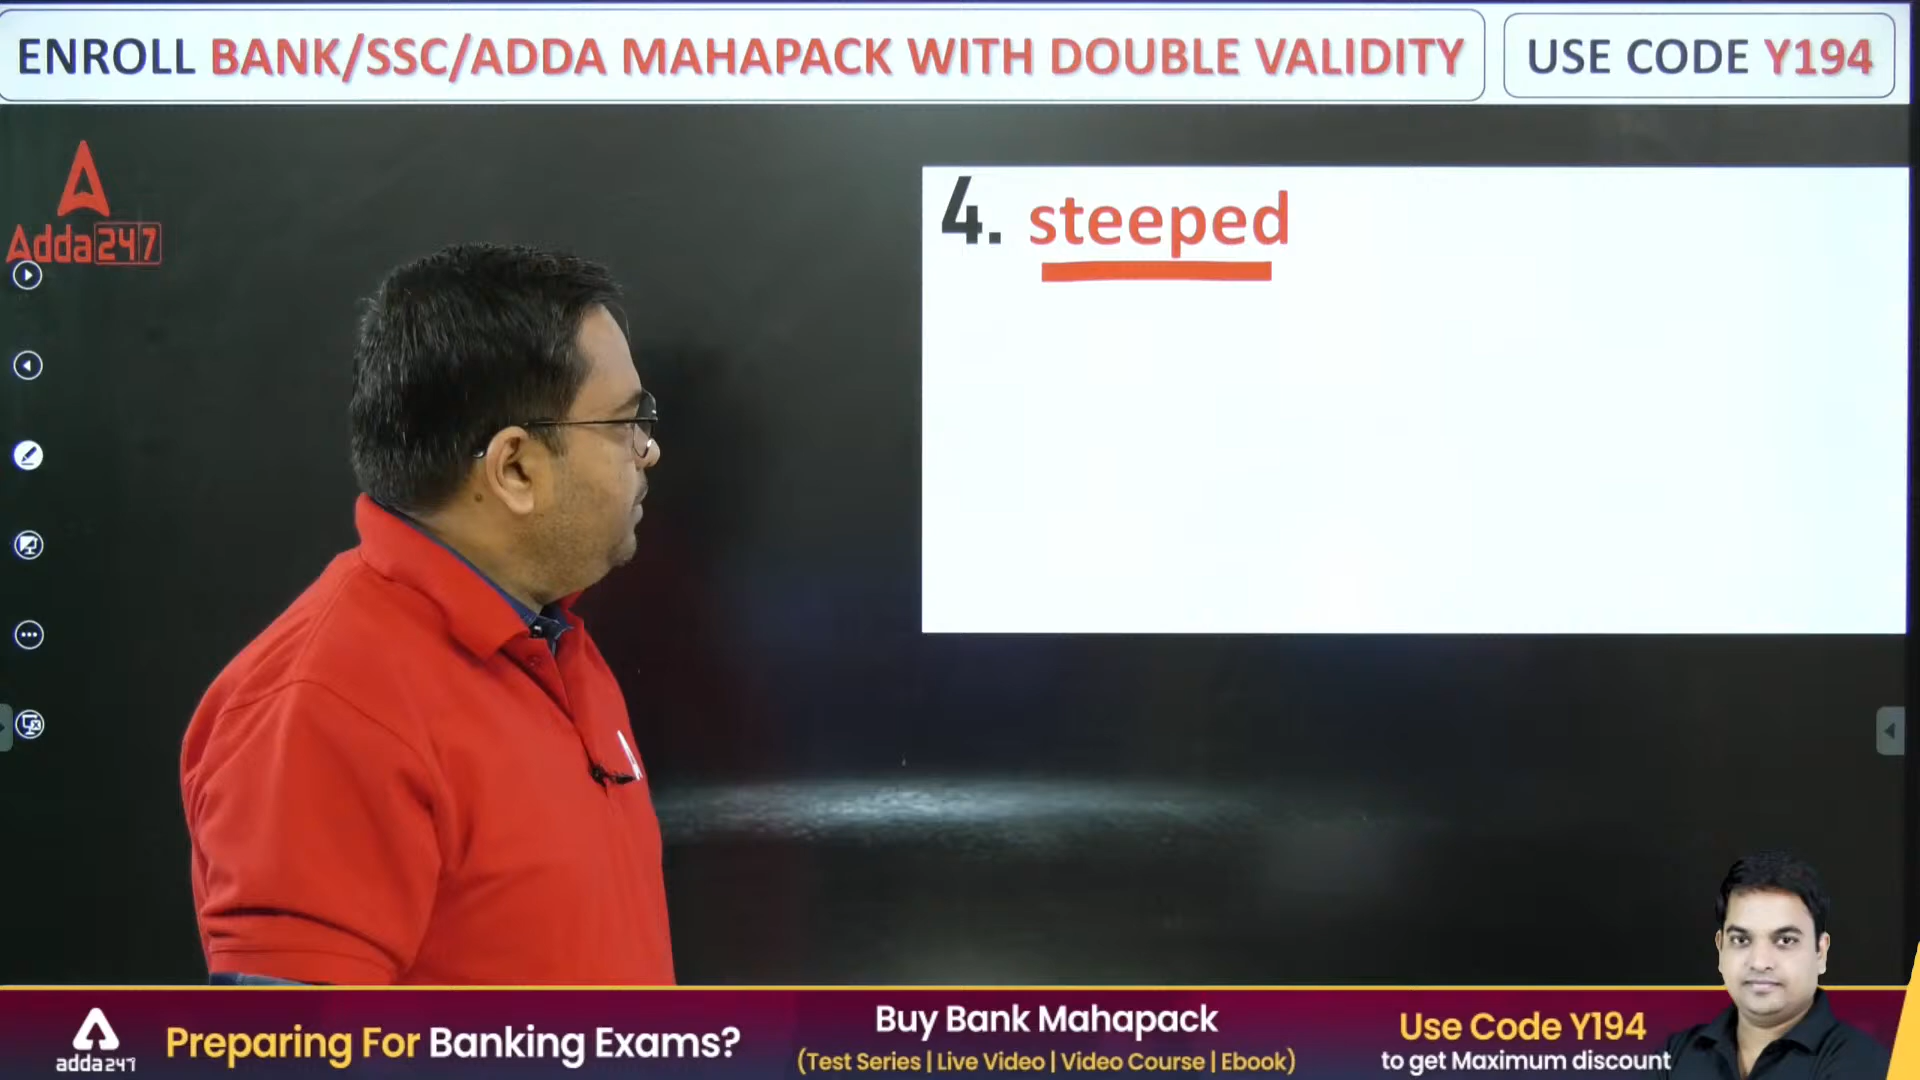 ENROLL BANK/SSC/ADDA MAHAPACK WITH DOUBLE VALIDITY
USE CODE Y194
Adda247
4. steeped
adda247
Preparing For Banking Exams?
Buy Bank Mahapack
(Test Series | Live Video | Video Course | Ebook)
Use Code Y194
to get Maximum discount